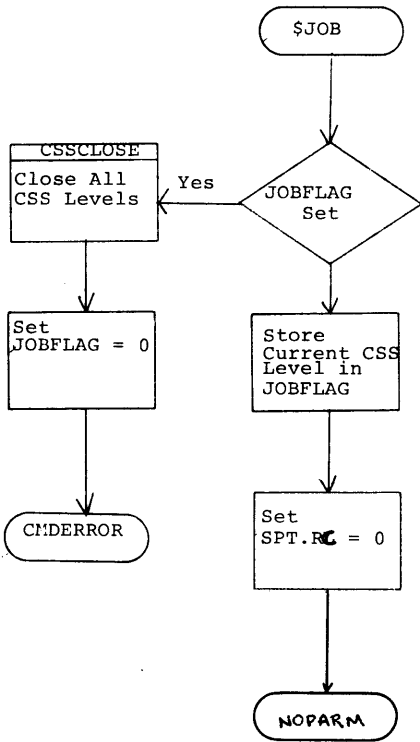 $JOB
JOBFLAG
Set
Yes
CSSCLOSE
Close All
CSS Levels
Set
JOBFLAG = 0
CMDERROR
Store
Current CSS
Level in
JOBFLAG
Set
SPT.RC = 0
NOPARM